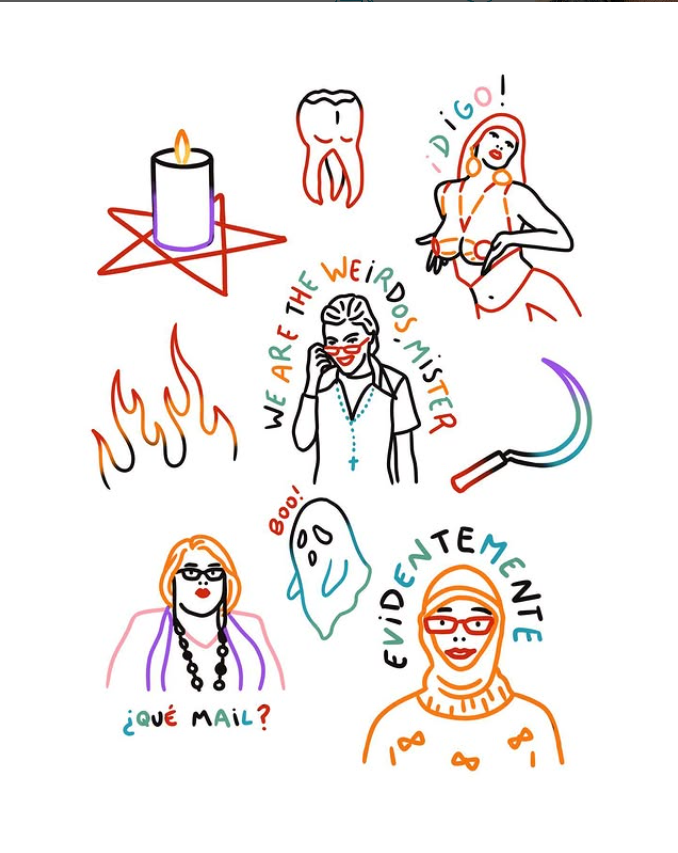 ¡DiGO!
WE ARE THE WEiRDOS, MiSTER
BOO!
EViDENTEMENTE
¿QUÉ MAiL?